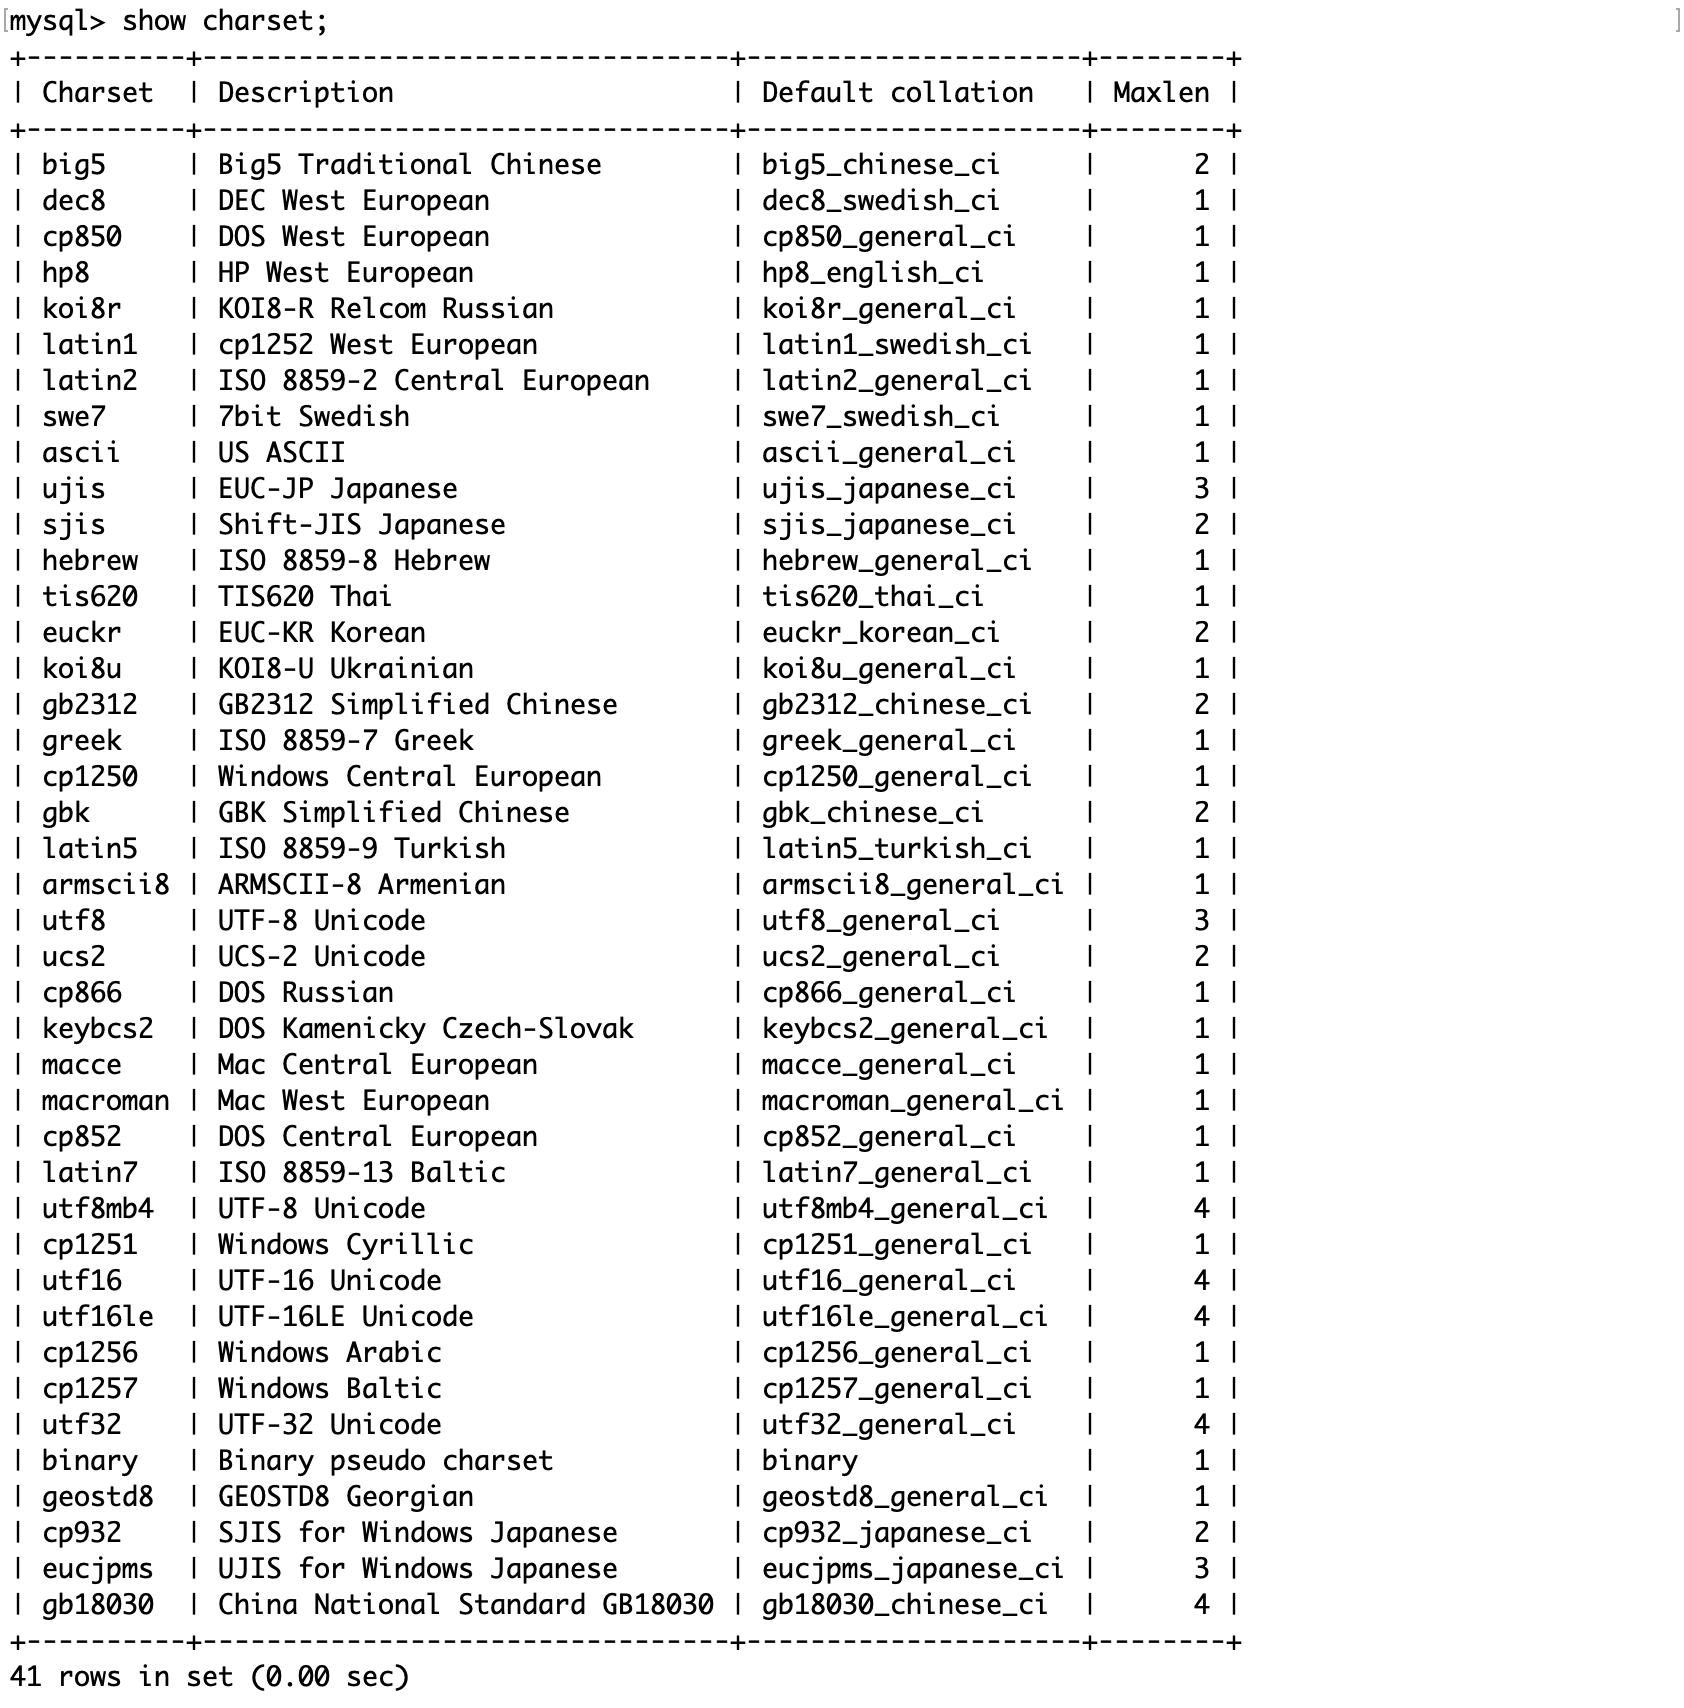 [mysql> show charset;                                                                ]
+----------+---------------------------------+---------------------+--------+
| Charset  | Description                     | Default collation   | Maxlen |
+----------+---------------------------------+---------------------+--------+
| big5     | Big5 Traditional Chinese        | big5_chinese_ci     |      2 |
| dec8     | DEC West European               | dec8_swedish_ci     |      1 |
| cp850    | DOS West European               | cp850_general_ci    |      1 |
| hp8      | HP West European                | hp8_english_ci      |      1 |
| koi8r    | KOI8-R Relcom Russian           | koi8r_general_ci    |      1 |
| latin1   | cp1252 West European            | latin1_swedish_ci   |      1 |
| latin2   | ISO 8859-2 Central European     | latin2_general_ci   |      1 |
| swe7     | 7bit Swedish                    | swe7_swedish_ci     |      1 |
| ascii    | US ASCII                        | ascii_general_ci    |      1 |
| ujis     | EUC-JP Japanese                 | ujis_japanese_ci    |      3 |
| sjis     | Shift-JIS Japanese              | sjis_japanese_ci    |      2 |
| hebrew   | ISO 8859-8 Hebrew               | hebrew_general_ci   |      1 |
| tis620   | TIS620 Thai                     | tis620_thai_ci      |      1 |
| euckr    | EUC-KR Korean                   | euckr_korean_ci     |      2 |
| koi8u    | KOI8-U Ukrainian                | koi8u_general_ci    |      1 |
| gb2312   | GB2312 Simplified Chinese       | gb2312_chinese_ci   |      2 |
| greek    | ISO 8859-7 Greek                | greek_general_ci    |      1 |
| cp1250   | Windows Central European        | cp1250_general_ci   |      1 |
| gbk      | GBK Simplified Chinese          | gbk_chinese_ci      |      2 |
| latin5   | ISO 8859-9 Turkish              | latin5_turkish_ci   |      1 |
| armscii8 | ARMSCII-8 Armenian              | armscii8_general_ci |      1 |
| utf8     | UTF-8 Unicode                   | utf8_general_ci     |      3 |
| ucs2     | UCS-2 Unicode                   | ucs2_general_ci     |      2 |
| cp866    | DOS Russian                     | cp866_general_ci    |      1 |
| keybcs2  | DOS Kamenicky Czech-Slovak      | keybcs2_general_ci  |      1 |
| macce    | Mac Central European            | macce_general_ci    |      1 |
| macroman | Mac West European               | macroman_general_ci |      1 |
| cp852    | DOS Central European            | cp852_general_ci    |      1 |
| latin7   | ISO 8859-13 Baltic              | latin7_general_ci   |      1 |
| utf8mb4  | UTF-8 Unicode                   | utf8mb4_general_ci  |      4 |
| cp1251   | Windows Cyrillic                | cp1251_general_ci   |      1 |
| utf16    | UTF-16 Unicode                  | utf16_general_ci    |      4 |
| utf16le  | UTF-16LE Unicode                | utf16le_general_ci  |      4 |
| cp1256   | Windows Arabic                  | cp1256_general_ci   |      1 |
| cp1257   | Windows Baltic                  | cp1257_general_ci   |      1 |
| utf32    | UTF-32 Unicode                  | utf32_general_ci    |      4 |
| binary   | Binary pseudo charset           | binary              |      1 |
| geostd8  | GEOSTD8 Georgian                | geostd8_general_ci  |      1 |
| cp932    | SJIS for Windows Japanese       | cp932_japanese_ci   |      2 |
| eucjpms  | UJIS for Windows Japanese       | eucjpms_japanese_ci |      3 |
| gb18030  | China National Standard GB18030 | gb18030_chinese_ci  |      4 |
+----------+---------------------------------+---------------------+--------+
41 rows in set (0.00 sec)